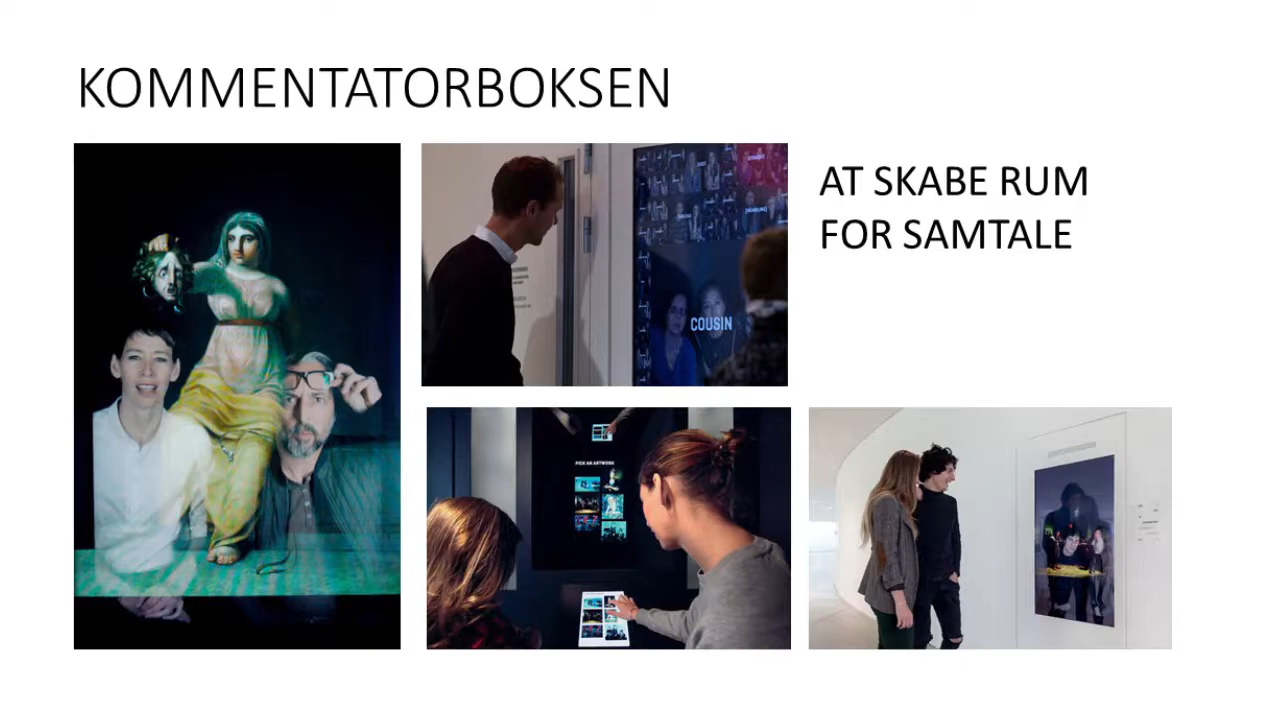 KOMMENTATORBOKSEN
AT SKABE RUM
FOR SAMTALE
COUSIN
PICK AN ARTWORK